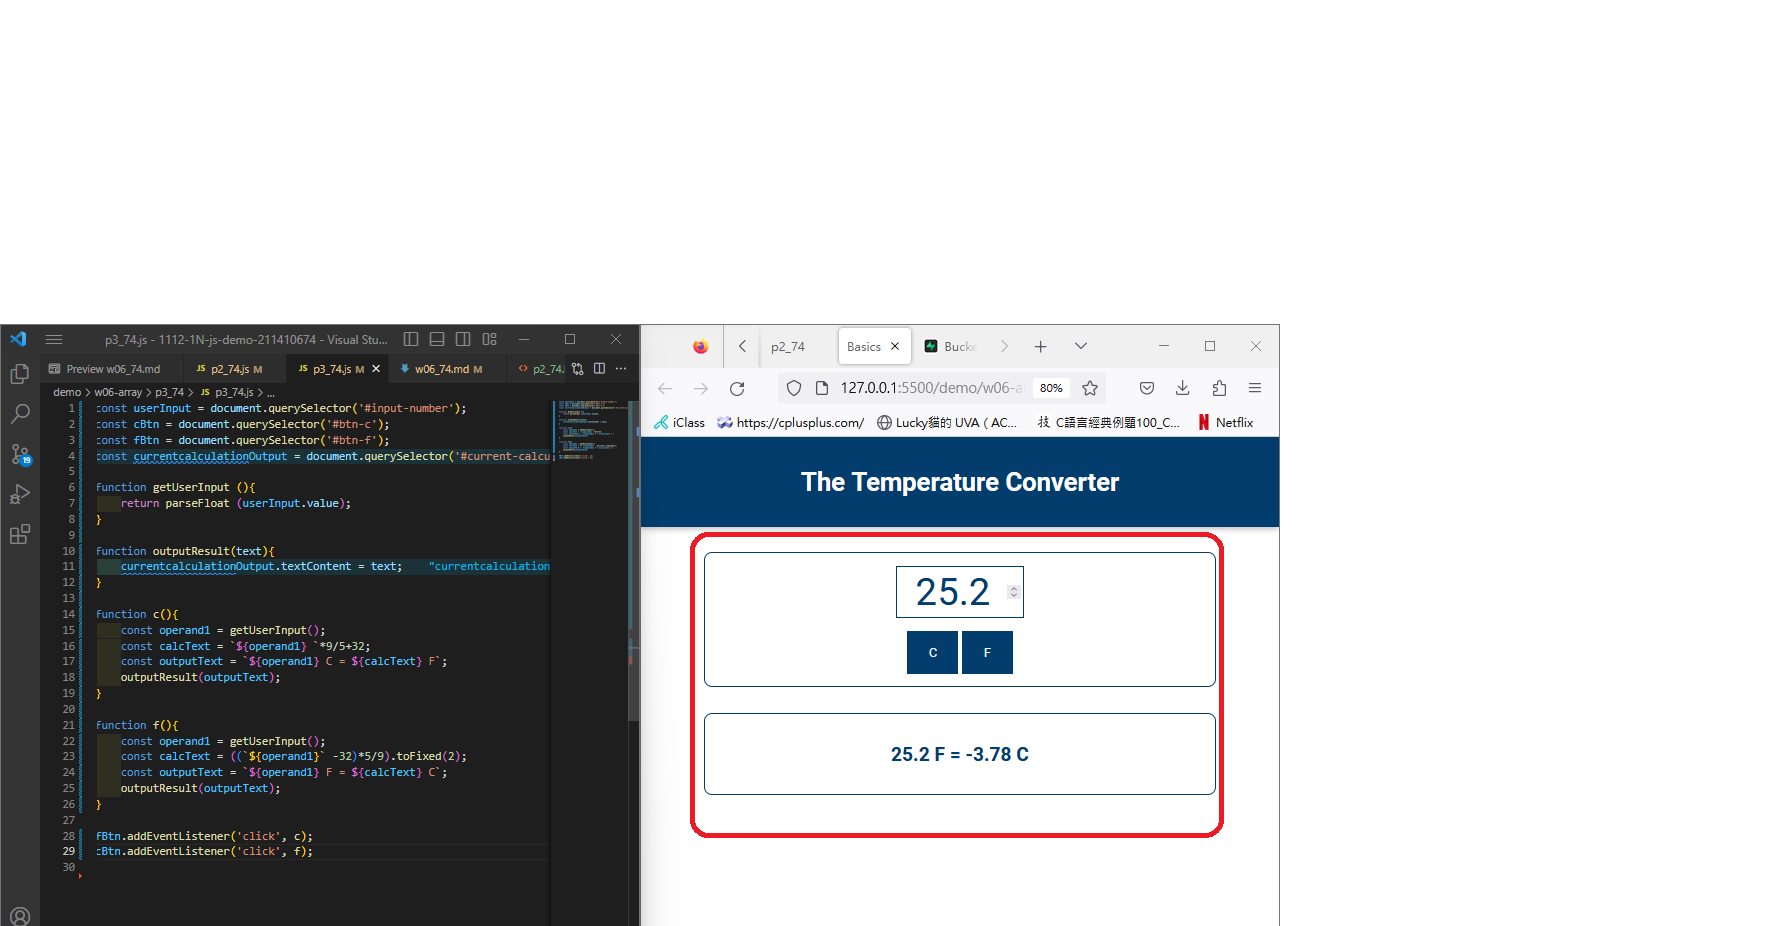 p3_74.js - 1112-1N-js-demo-211410674 - Visual Stu...
Preview w06_74.md
JS p2_74.js M
JS p3_74.js M
w06_74.md M
p2_74.
demo > w06-array > p3_74 > JS p3_74.js > ...
1 const userInput = document.querySelector('#input-number');
2 const cBtn = document.querySelector('#btn-c');
3 const fBtn = document.querySelector('#btn-f');
4 const currentcalculationOutput = document.querySelector('#current-calcu
5
6 function getUserInput (){
7 return parseFloat (userInput.value);
8 }
9
10 function outputResult(text){
11 currentcalculationOutput.textContent = text; "currentcalculation
12 }
13
14 function c(){
15 const operand1 = getUserInput();
16 const calcText = `${operand1} `*9/5+32;
17 const outputText = `${operand1} C = ${calcText} F`;
18 outputResult(outputText);
19 }
20
21 function f(){
22 const operand1 = getUserInput();
23 const calcText = ((`${operand1}` -32)*5/9).toFixed(2);
24 const outputText = `${operand1} F = ${calcText} C`;
25 outputResult(outputText);
26 }
27
28 fBtn.addEventListener('click', c);
29 cBtn.addEventListener('click', f);
30
19
p2_74
Basics
Bucke
127.0.0.1:5500/demo/w06-a
80%
iClass
https://cplusplus.com/
Lucky貓的 UVA ( AC...
技 C語言經典例題100_C...
Netflix
The Temperature Converter
25.2
C
F
25.2 F = -3.78 C